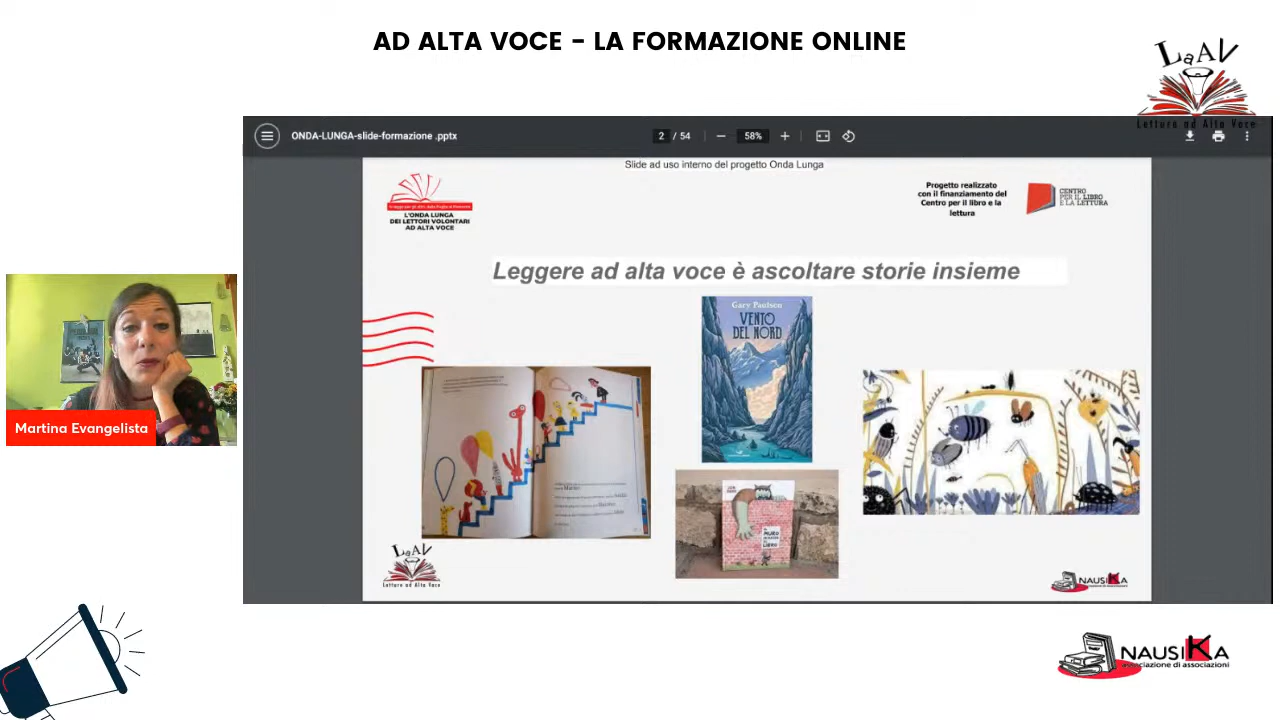 AD ALTA VOCE - LA FORMAZIONE ONLINE
LaAV
Letture ad Alta Voce
ONDA-LUNGA-slide-formazione .pptx
2 / 54
58%
Slide ad uso interno del progetto Onda Lunga
L'ONDA LUNGA
DEI LETTORI VOLONTARI
AD ALTA VOCE
Progetto realizzato
con il finanziamento del
Centro per il libro e la
lettura
CENTRO
PER IL LIBRO
E LA LETTURA
Leggere ad alta voce è ascoltare storie insieme
Gary Paulsen
VENTO
DEL NORD
Martina Evangelista
IL
MURO
LIBRO
LaAV
Letture ad Alta Voce
NAUSIKA
NAUSIKA
associazione di associazioni